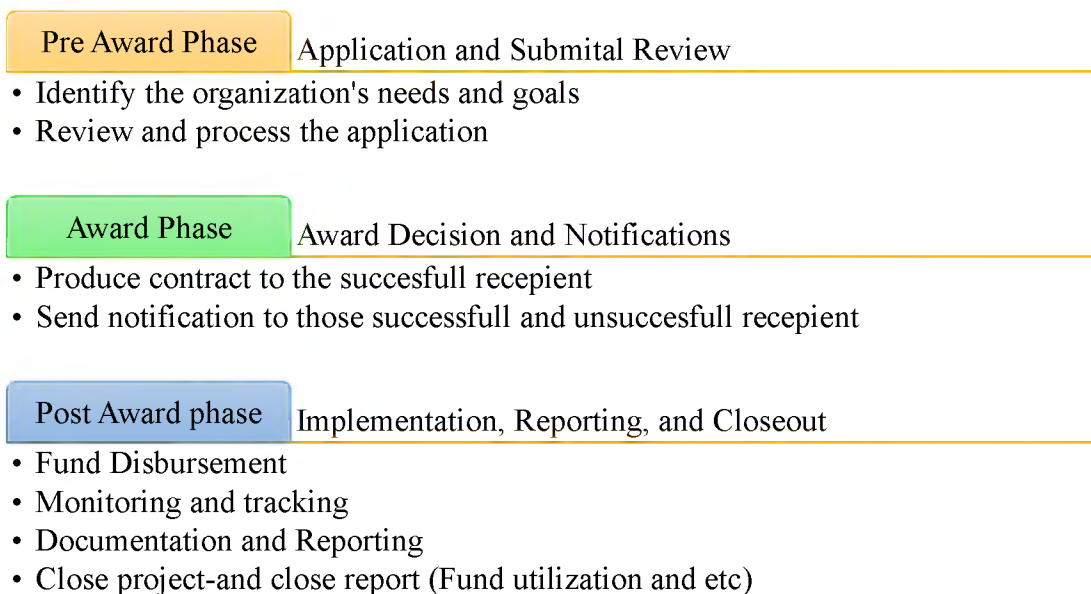 Pre Award Phase
Application and Submital Review
• Identify the organization's needs and goals
• Review and process the application
Award Phase
Award Decision and Notifications
• Produce contract to the succesfull recepient
• Send notification to those successfull and unsuccesfull recepient
Post Award phase
Implementation, Reporting, and Closeout
• Fund Disbursement
• Monitoring and tracking
• Documentation and Reporting
• Close project-and close report (Fund utilization and etc)